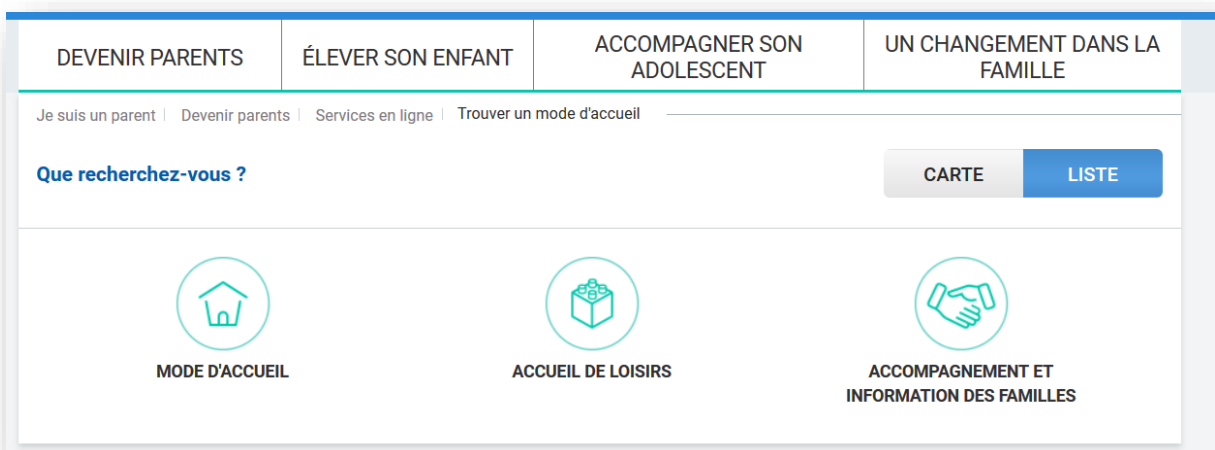 DEVENIR PARENTS
ÉLEVER SON ENFANT
ACCOMPAGNER SON
ADOLESCENT
UN CHANGEMENT DANS LA
FAMILLE
Je suis un parent | Devenir parents | Services en ligne | Trouver un mode d'accueil
Que recherchez-vous ?
CARTE
LISTE
MODE D'ACCUEIL
ACCUEIL DE LOISIRS
ACCOMPAGNEMENT ET
INFORMATION DES FAMILLES